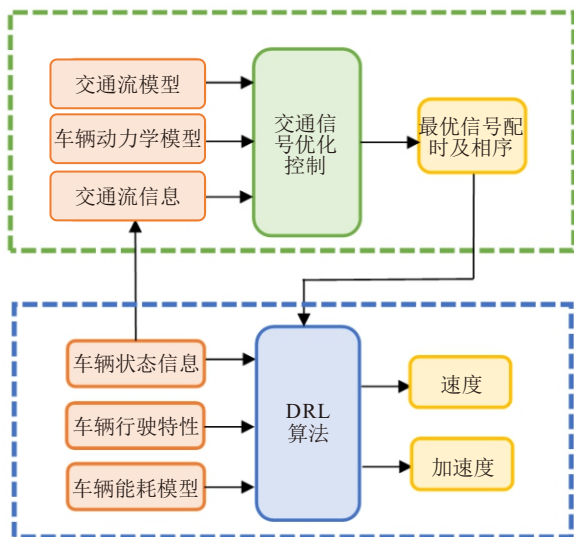 交通流模型
车辆动力学模型
交通流信息
交通信
号优化
控制
最优信号配
时及相序
车辆状态信息
车辆行驶特性
车辆能耗模型
DRL
算法
速度
加速度